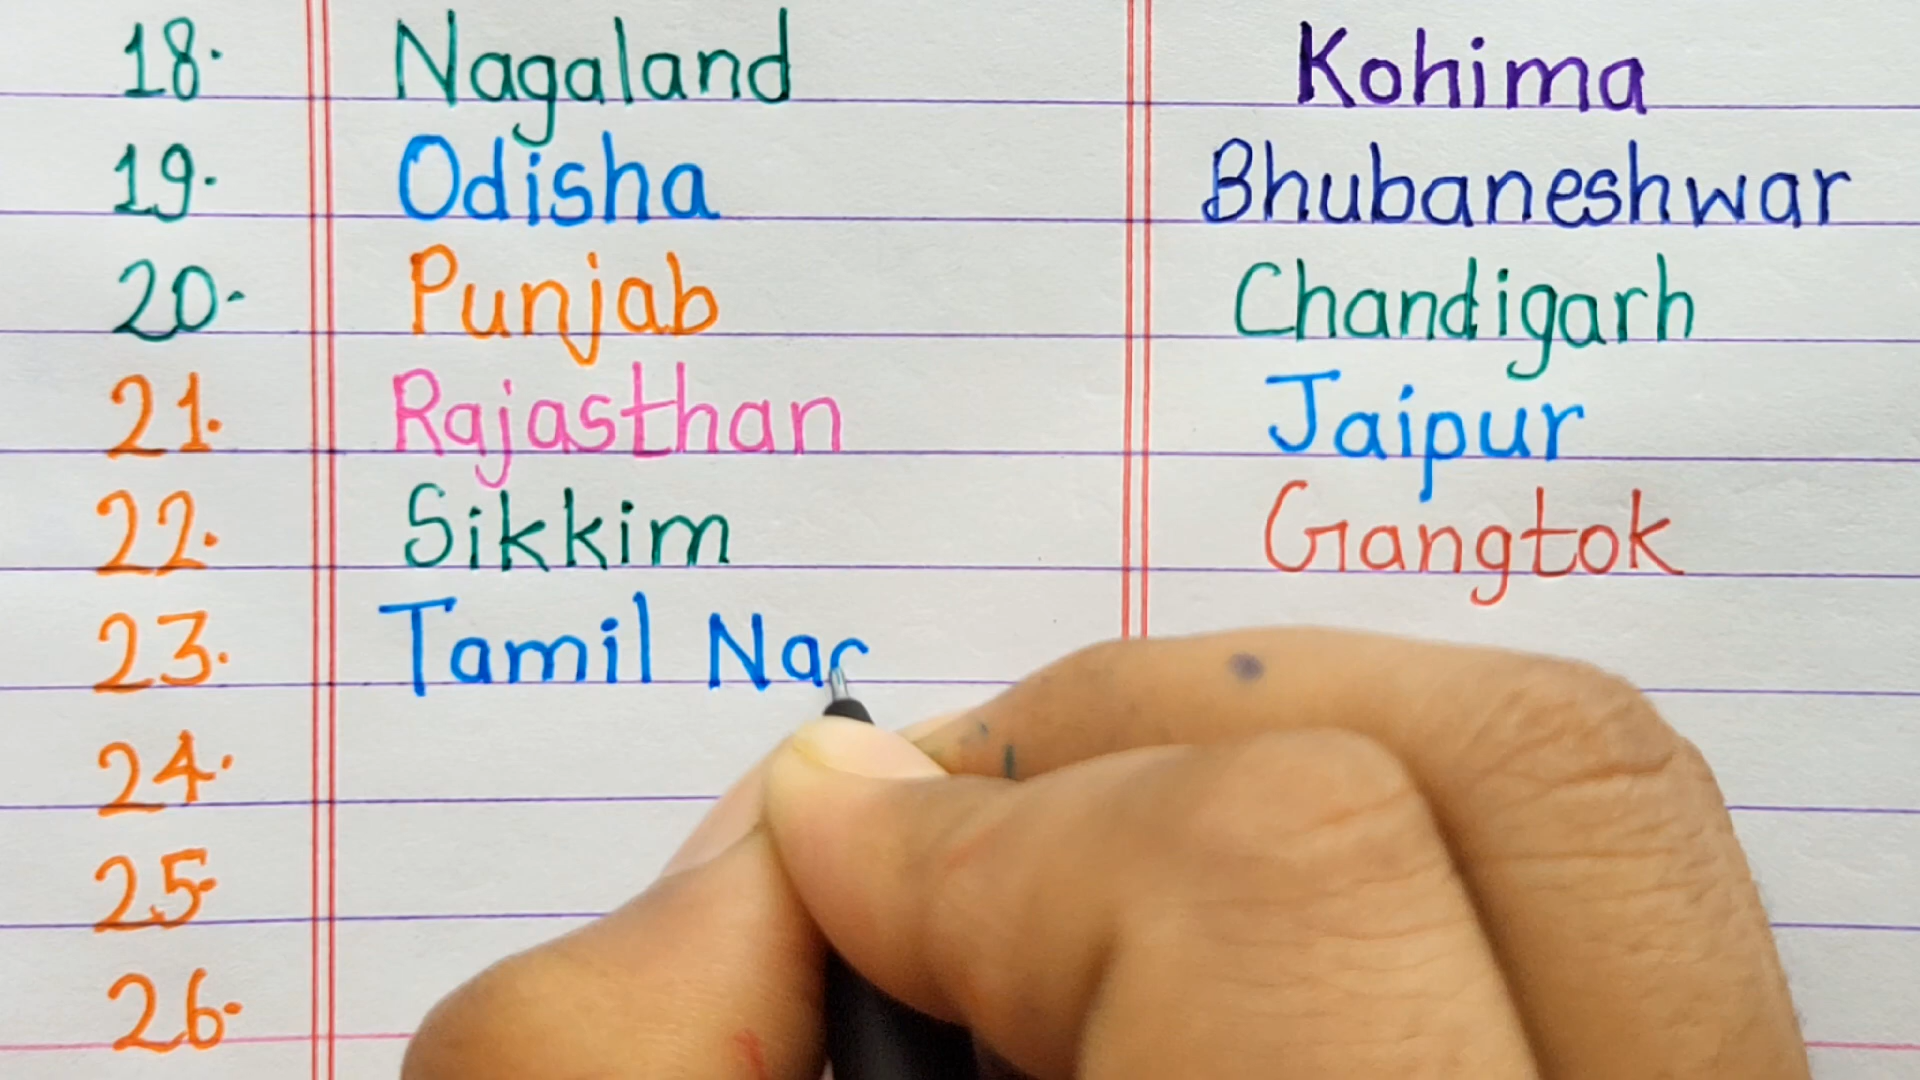 18. Nagaland Kohima
19. Odisha Bhubaneshwar
20. Punjab Chandigarh
21. Rajasthan Jaipur
22. Sikkim Gangtok
23. Tamil Na
24.
25.
26.